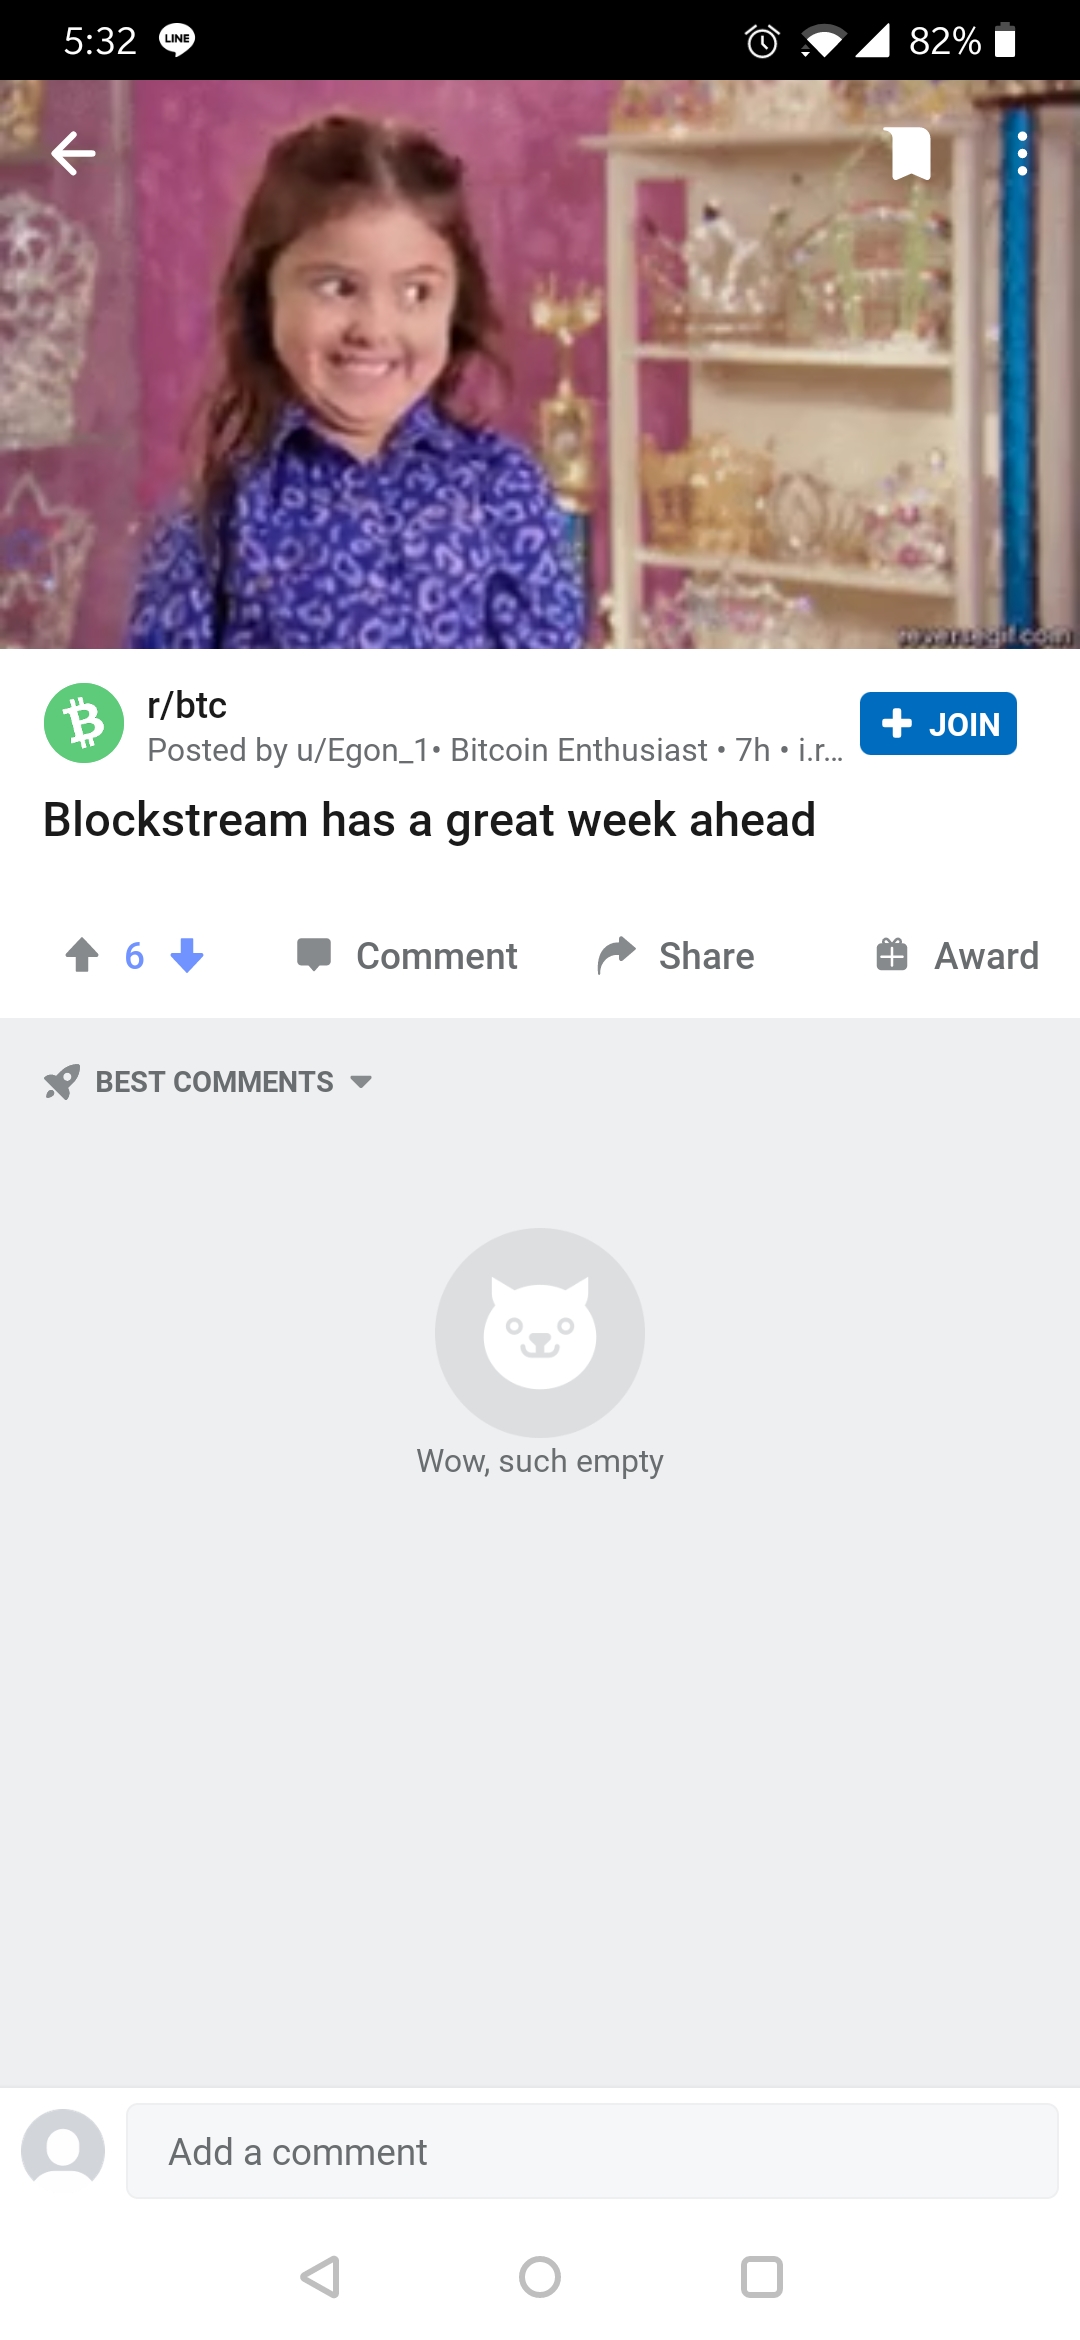 5:32 LINE 82%
reversegif.com
r/btc
Posted by u/Egon_1• Bitcoin Enthusiast • 7h • i.r...
+ JOIN
Blockstream has a great week ahead
6 Comment Share Award
BEST COMMENTS
Wow, such empty
Add a comment